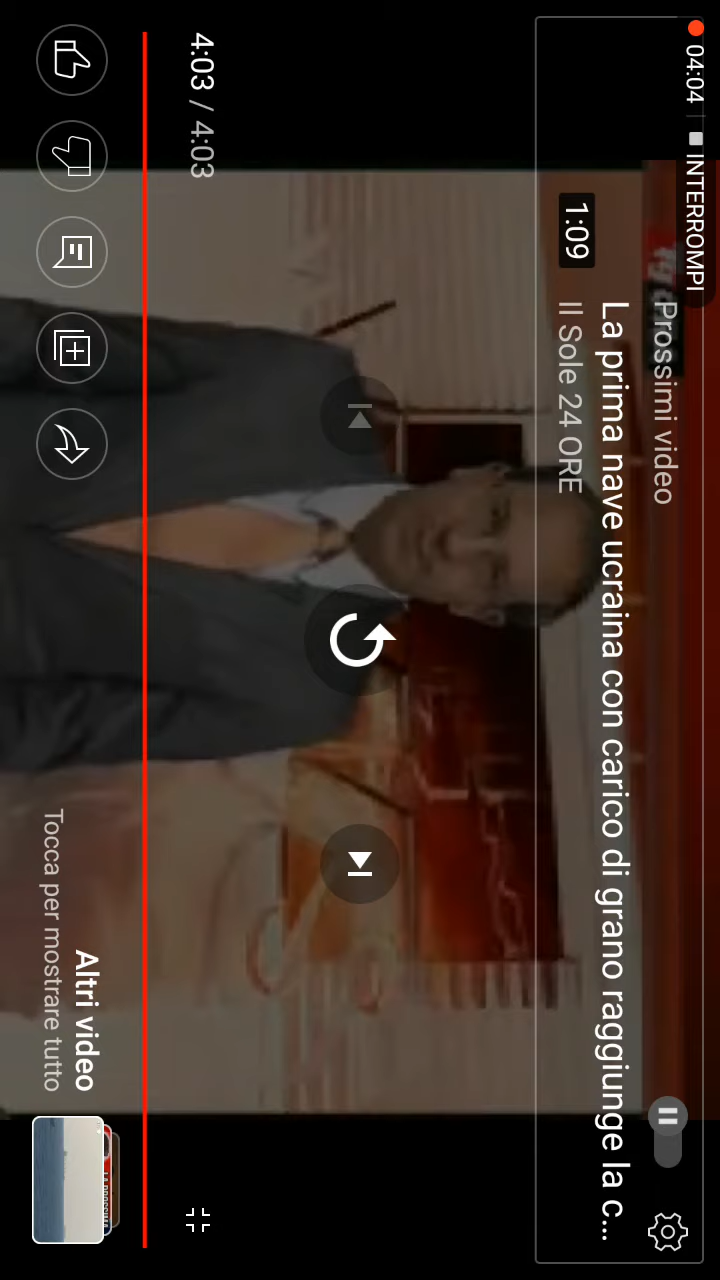 04:04 INTERROMPI
Prossimi video
La prima nave ucraina con carico di grano raggiunge la c...
1:09
Il Sole 24 ORE
4:03 / 4:03
Altri video
Tocca per mostrare tutto